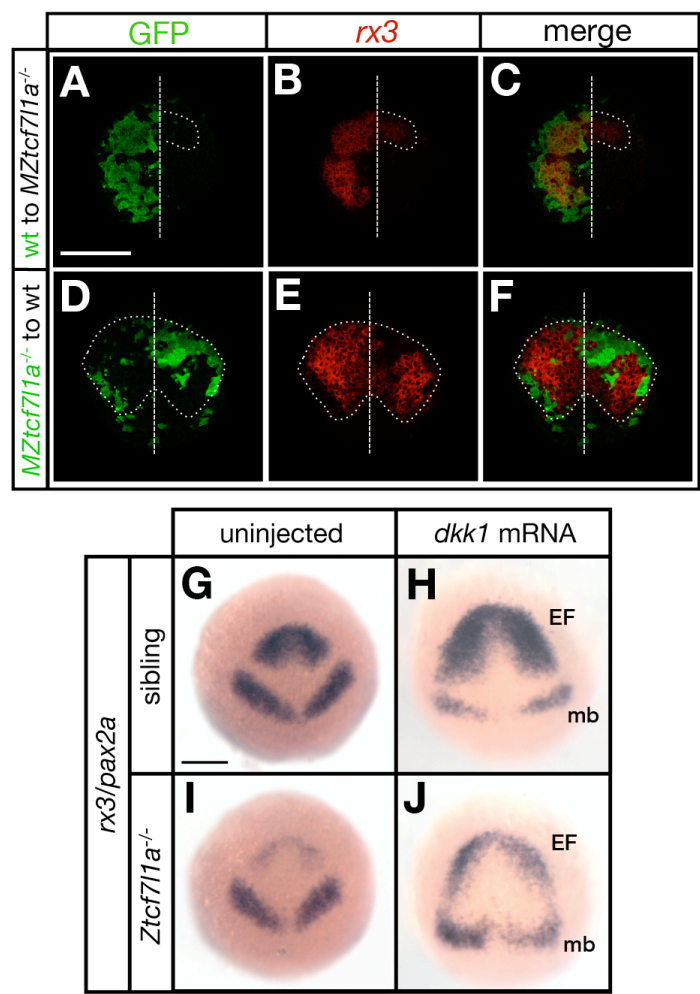 GFP rx3 merge
wt to MZtcf7l1a-/-
A B C
MZtcf7l1a-/- to wt
D E F
uninjected dkk1 mRNA
rx3/pax2a
sibling
G H
EF
mb
Ztcf7l1a-/-
I J
EF
mb